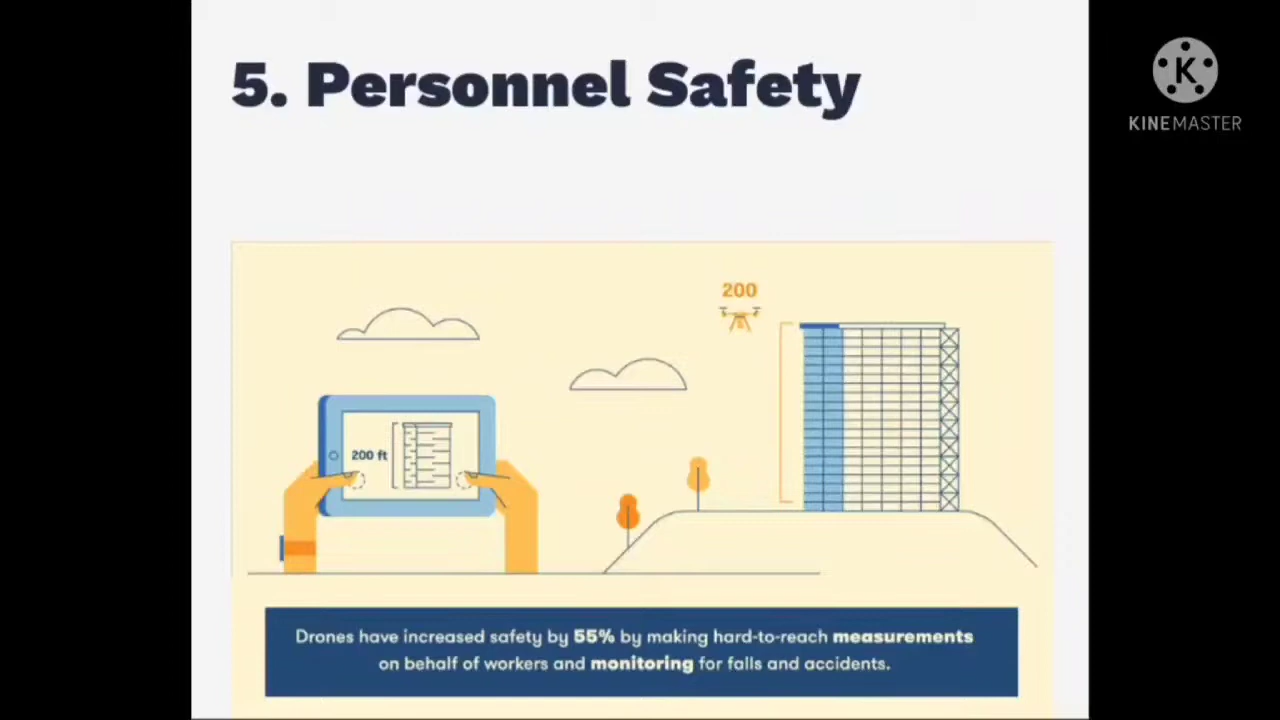 5. Personnel Safety
K
KINEMASTER
200
200 ft
Drones have increased safety by 55% by making hard-to-reach measurements
on behalf of workers and monitoring for falls and accidents.